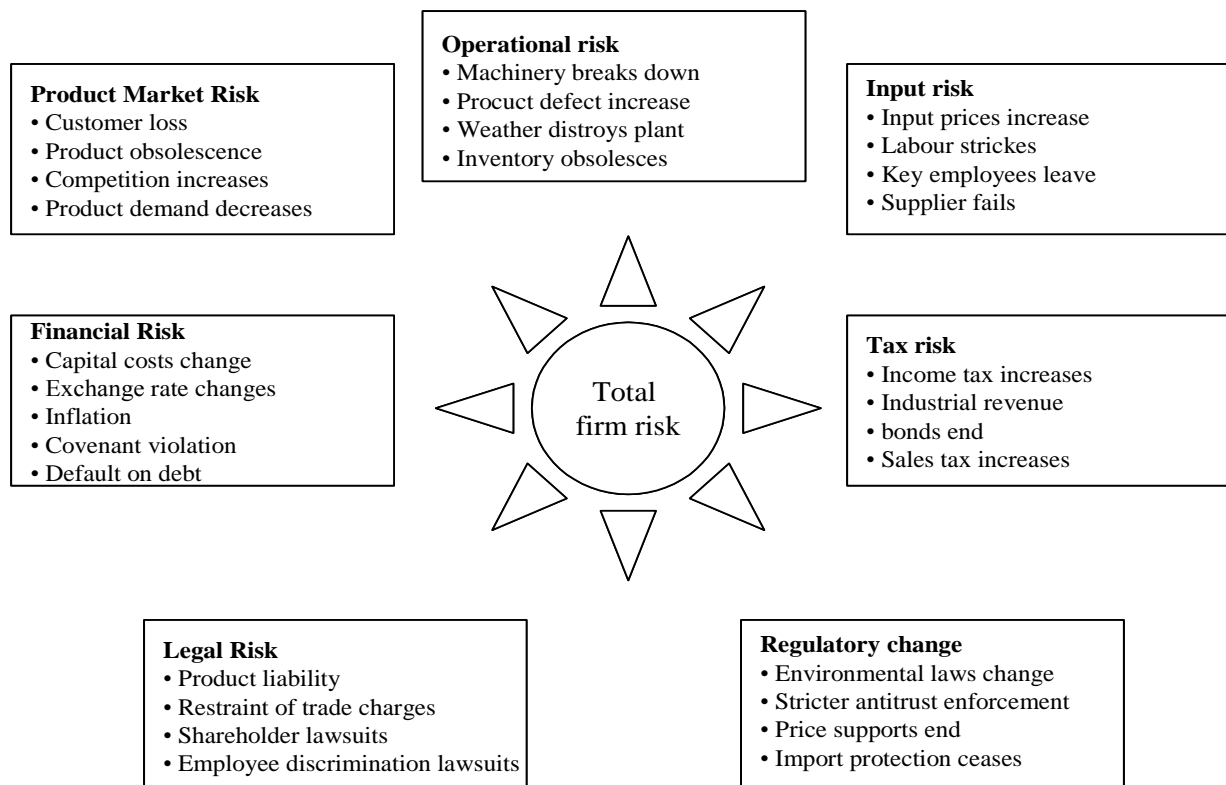 Operational risk
• Machinery breaks down
• Procuct defect increase
• Weather distroys plant
• Inventory obsolesces
Product Market Risk
• Customer loss
• Product obsolescence
• Competition increases
• Product demand decreases
Input risk
• Input prices increase
• Labour strickes
• Key employees leave
• Supplier fails
Financial Risk
• Capital costs change
• Exchange rate changes
• Inflation
• Covenant violation
• Default on debt
Total
firm risk
Tax risk
• Income tax increases
• Industrial revenue
• bonds end
• Sales tax increases
Legal Risk
• Product liability
• Restraint of trade charges
• Shareholder lawsuits
• Employee discrimination lawsuits
Regulatory change
• Environmental laws change
• Stricter antitrust enforcement
• Price supports end
• Import protection ceases